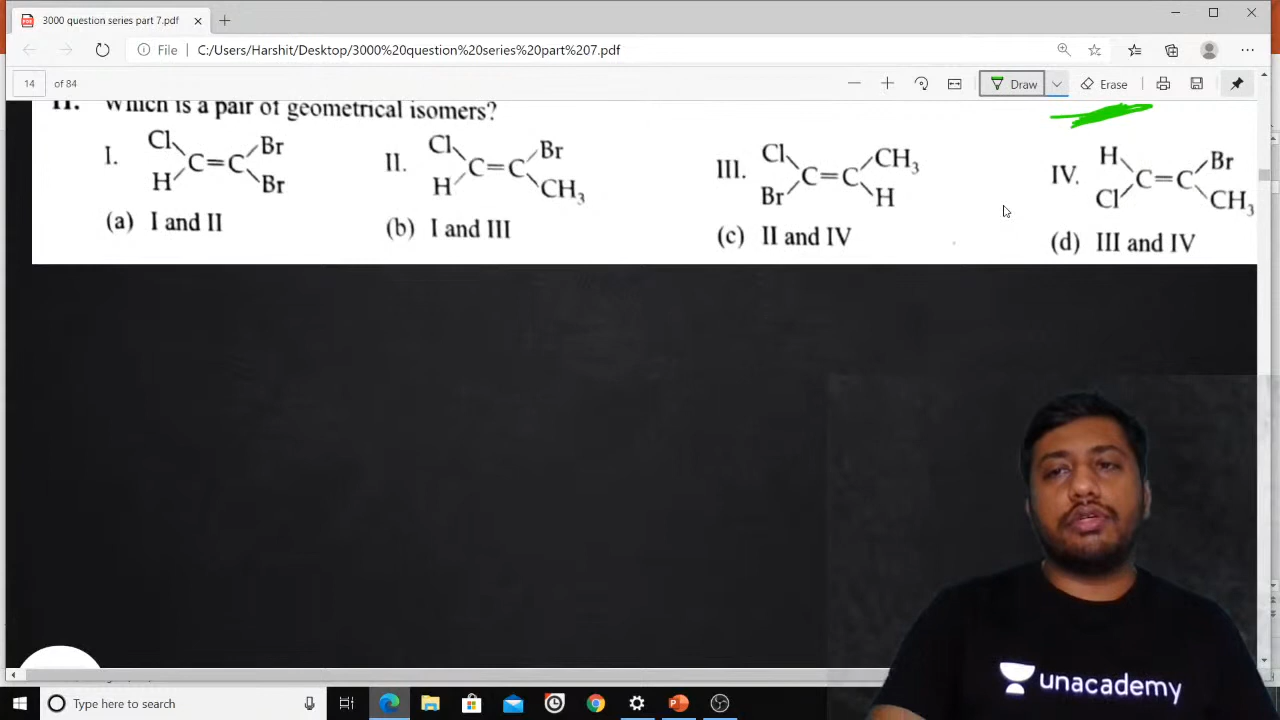 3000 question series part 7.pdf
File
C:/Users/Harshit/Desktop/3000%20question%20series%20part%207.pdf
14 of 84
Draw
Erase
11. Which is a pair of geometrical isomers?
I. Cl H C=C Br Br
II. Cl H C=C Br CH3
III. Cl Br C=C CH3 H
IV. H Cl C=C Br CH3
(a) I and II
(b) I and III
(c) II and IV
(d) III and IV
unacademy
Type here to search